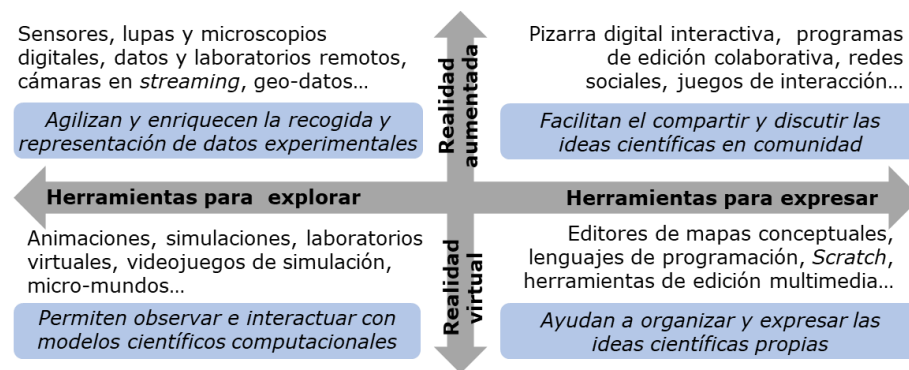 Sensores, lupas y microscopios
digitales, datos y laboratorios remotos,
cámaras en streaming, geo-datos…
Agilizan y enriquecen la recogida y
representación de datos experimentales
Realidad
aumentada
Pizarra digital interactiva, programas
de edición colaborativa, redes
sociales, juegos de interacción…
Facilitan el compartir y discutir las
ideas científicas en comunidad
Herramientas para explorar
Herramientas para expresar
Animaciones, simulaciones, laboratorios
virtuales, videojuegos de simulación,
micro-mundos…
Permiten observar e interactuar con
modelos científicos computacionales
Realidad
virtual
Editores de mapas conceptuales,
lenguajes de programación, Scratch,
herramientas de edición multimedia…
Ayudan a organizar y expresar las
ideas científicas propias